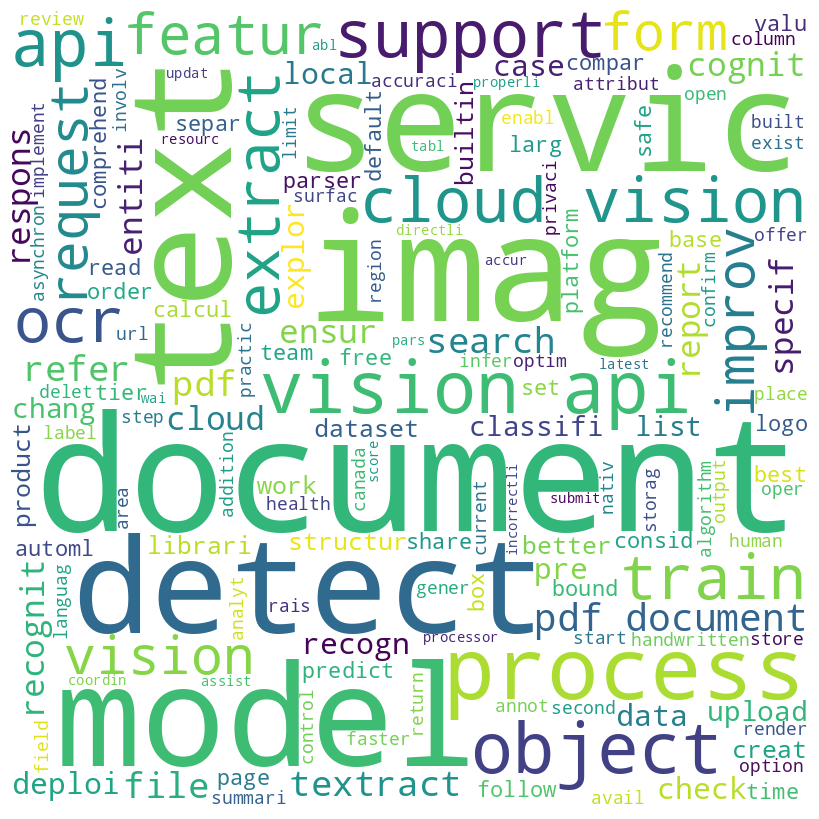 review
api
featur
abl
support
form
valu
column
updat
text
local
accuraci
properli
case
compar
attribut
cognit
open
request
comprehend
involv
separ
resourc
extract
limit
default
servic
tabl
enabl
builtin
larg
org
safe
built
exist
respons
asynchron
implement
entiti
parser
surfac
cloud
vision
privaci
read
order
url
explor
region
directli
imag
accur
platform
recommend
base
confirm
offer
calcul
ocr
ensur
search
report
improv
specif
refer
practic
team
free
pars
infer
optim
latest
delet
tier
wai
pdf
vision
api
set
place
chang
label
step
cloud
dataset
classifi
list
logo
product
area
document
addition
work
health
canada
score
current
incorrectli
submit
nativ
storag
algorithm
output
best
oper
automl
librari
structur
share
better
consid
human
languag
analyt
detect
rais
gener
box
pre
bound
train
recognit
vision
recogn
processor
pdf document
start
handwritten
store
coordin
assist
predict
control
return
process
field
model
faster
annot
second
data
upload
render
object
creat
option
deploi
file
page
summari
textract
follow
avail
check
time